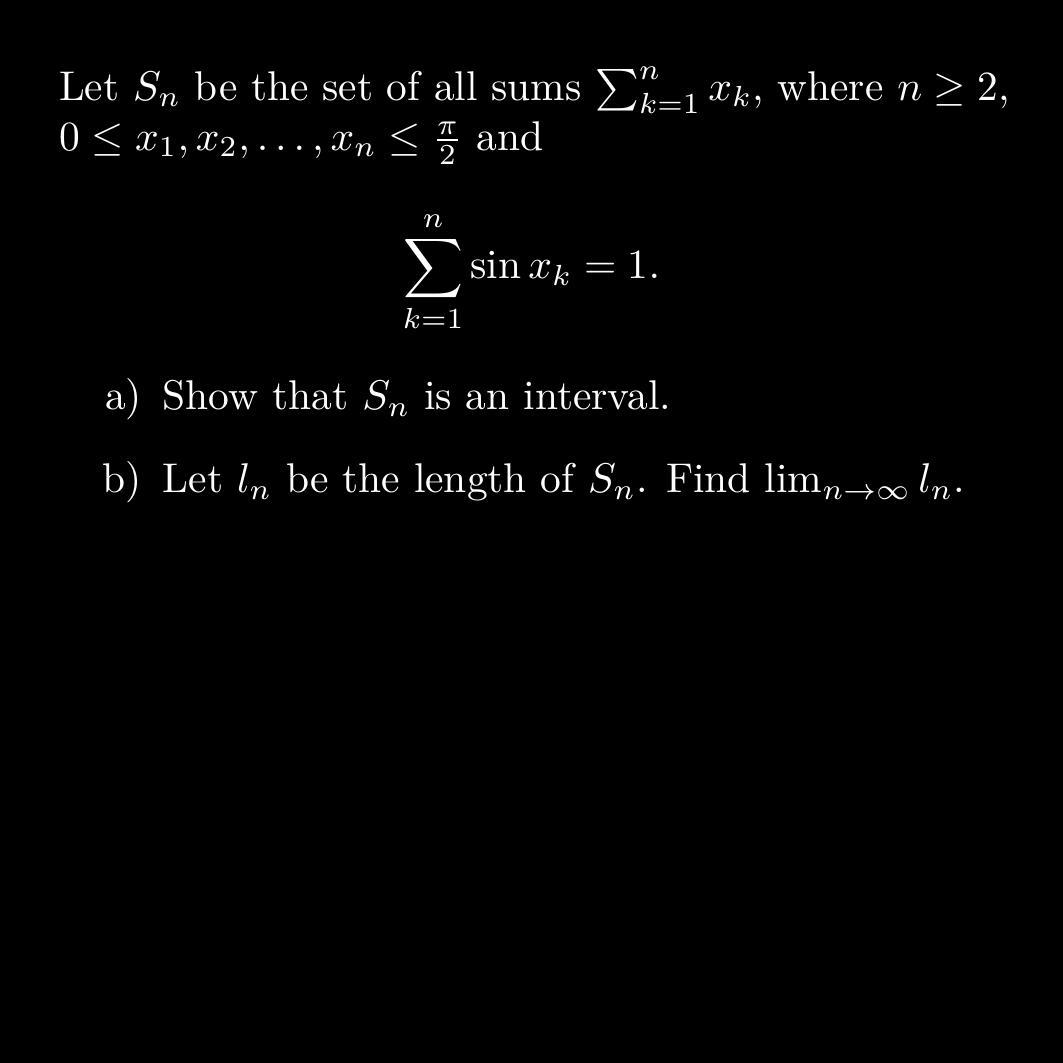 Let $S_n$ be the set of all sums $\sum_{k=1}^{n} x_k$, where $n \geq 2$,
$0 \leq x_1, x_2, \ldots, x_n \leq \frac{\pi}{2}$ and
$$\sum_{k=1}^{n} \sin x_k = 1.$$
a) Show that $S_n$ is an interval.
b) Let $l_n$ be the length of $S_n$. Find $\lim_{n \to \infty} l_n$.